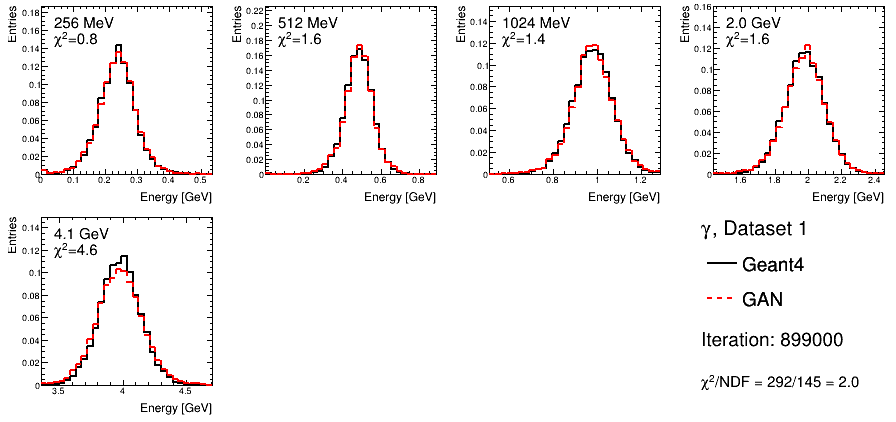 Entries
256 MeV
χ²=0.8
0.18
0.16
0.14
0.12
0.1
0.08
0.06
0.04
0.02
0
0 0.1 0.2 0.3 0.4 0.5
Energy [GeV]
Entries
512 MeV
χ²=1.6
0.22
0.2
0.18
0.16
0.14
0.12
0.1
0.08
0.06
0.04
0.02
0
0.2 0.4 0.6 0.8
Energy [GeV]
Entries
1024 MeV
χ²=1.4
0.14
0.12
0.1
0.08
0.06
0.04
0.02
0
0.6 0.8 1 1.2
Energy [GeV]
Entries
2.0 GeV
χ²=1.6
0.16
0.14
0.12
0.1
0.08
0.06
0.04
0.02
0
1.6 1.8 2 2.2 2.4
Energy [GeV]
Entries
4.1 GeV
χ²=4.6
0.14
0.12
0.1
0.08
0.06
0.04
0.02
0
3.5 4 4.5
Energy [GeV]
γ, Dataset 1
Geant4
GAN
Iteration: 899000
χ²/NDF = 292/145 = 2.0